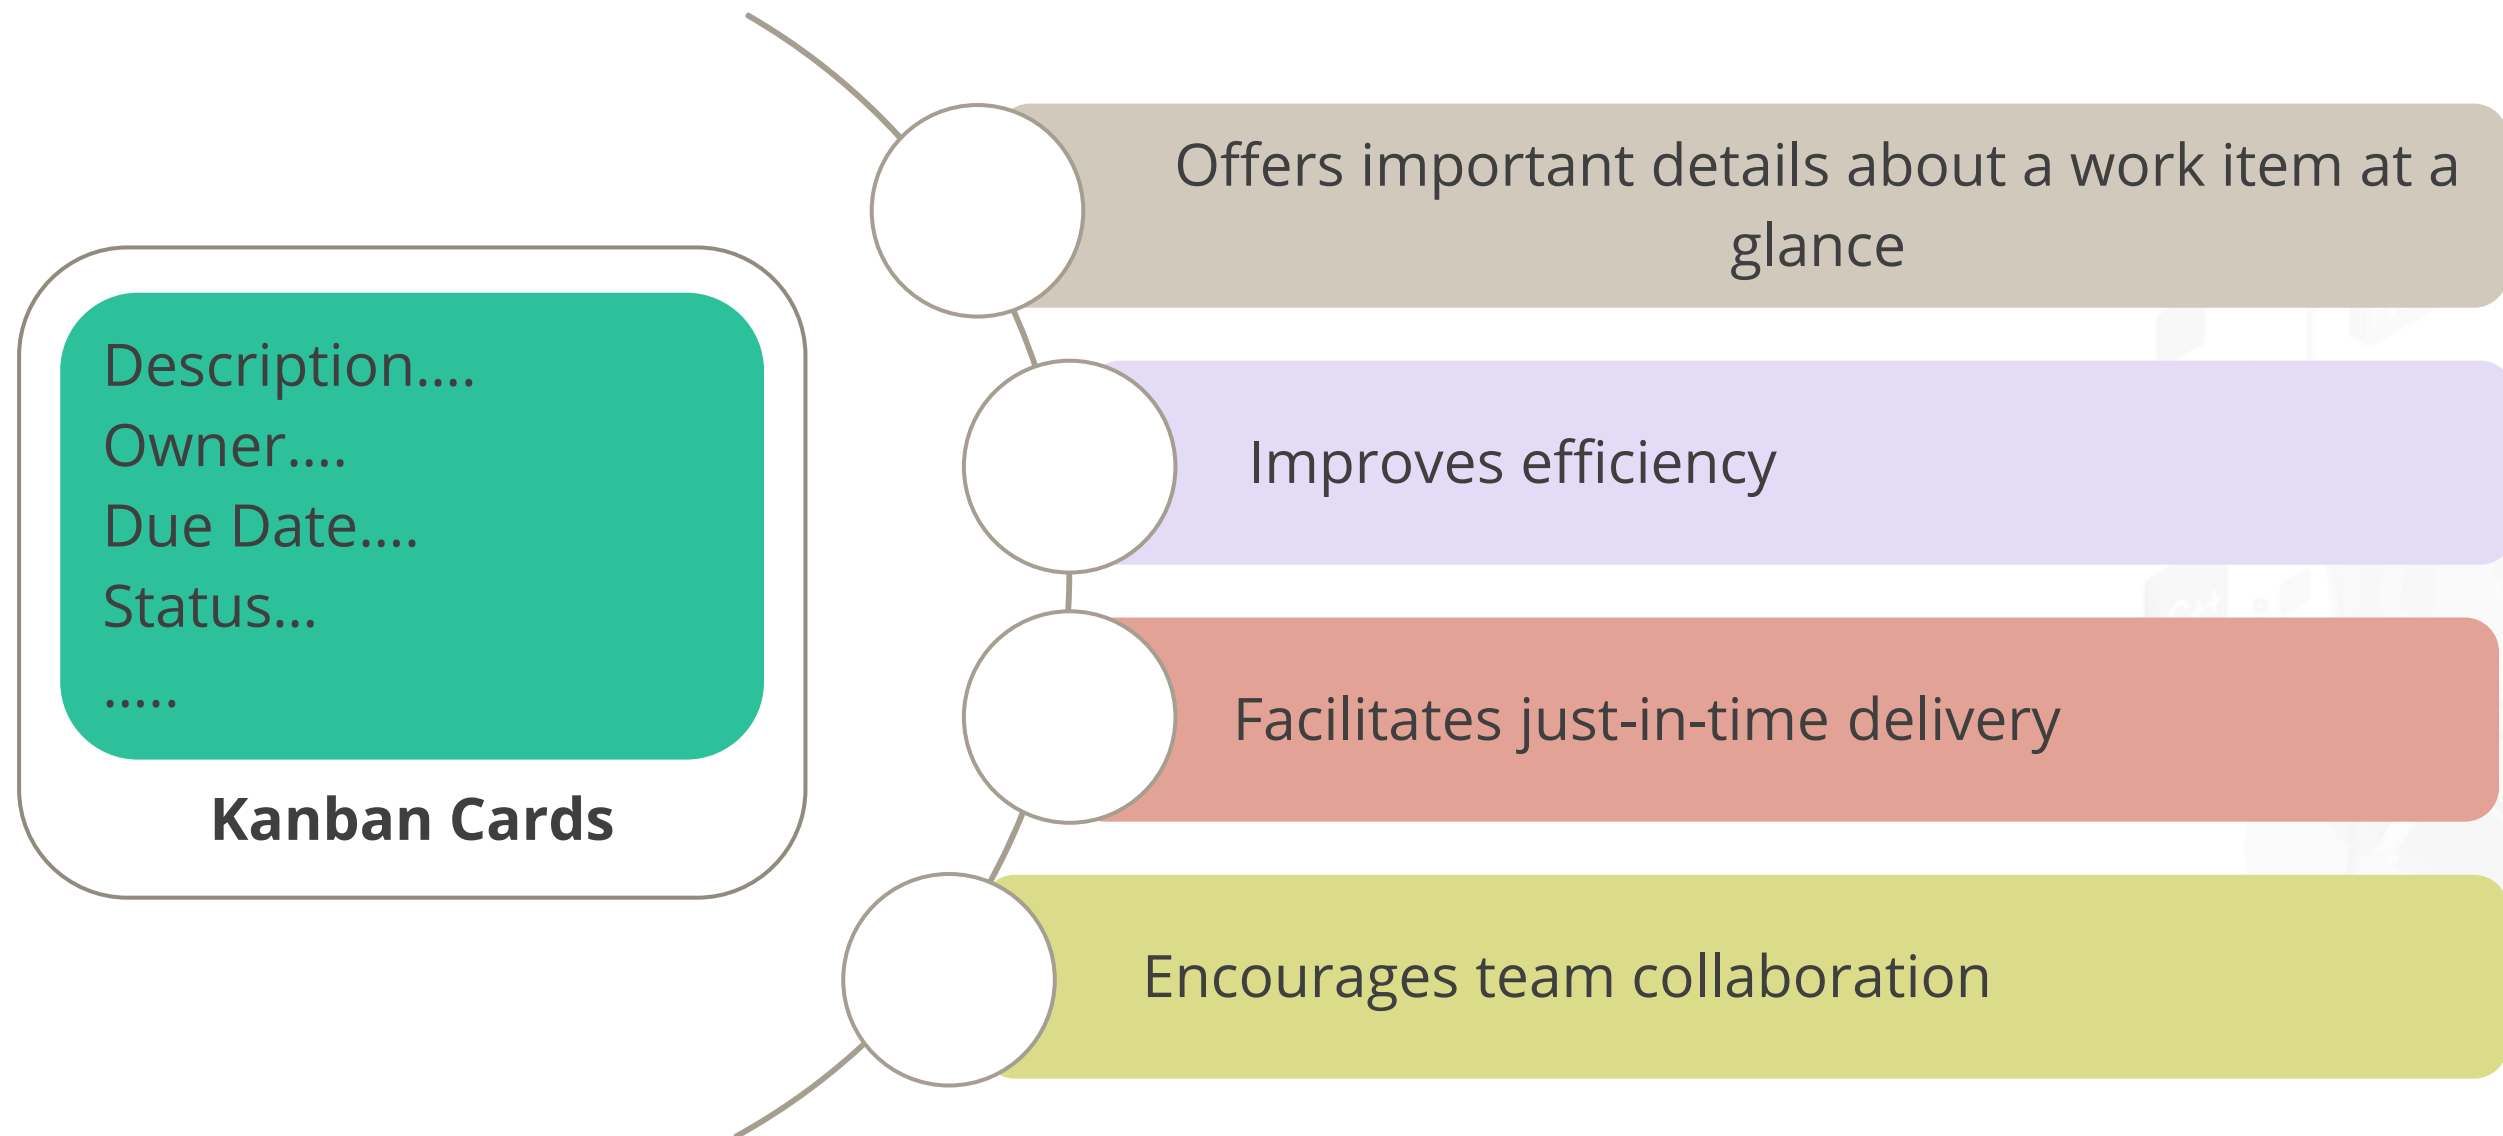 Description....
Owner....
Due Date....
Status...
.....
Kanban Cards
Offers important details about a work item at a
glance
Improves efficiency
Facilitates just-in-time delivery
Encourages team collaboration